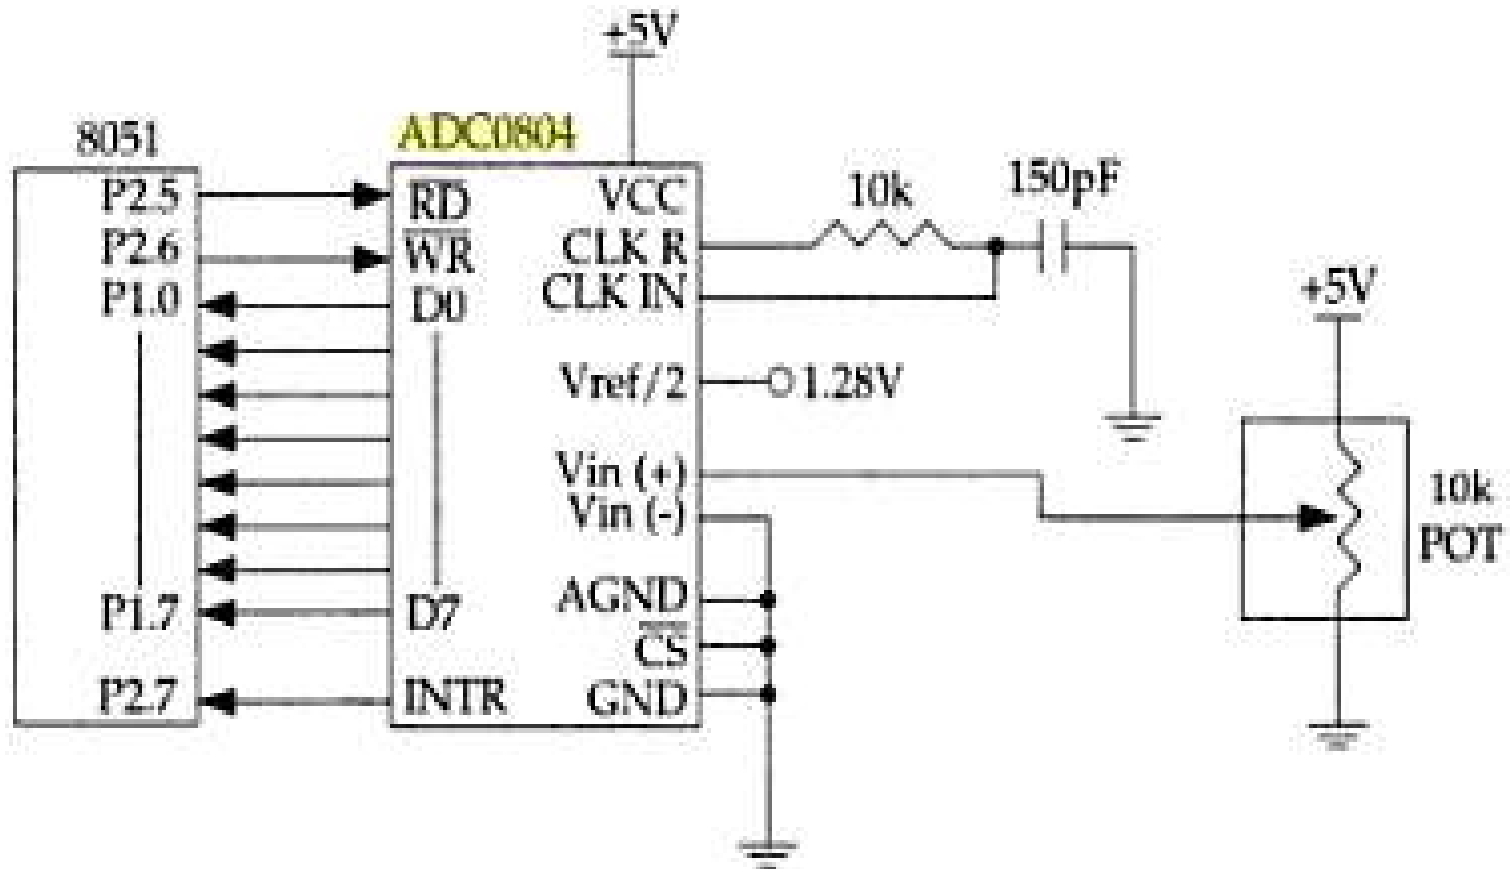 +5V
8051
ADC0804
P2.5
RD
VCC
10k
150pF
P2.6
WR
CLK R
P1.0
D0
CLK IN
+5V
Vref/2
1.28V
Vin (+)
Vin (-)
10k
POT
AGND
P1.7
D7
CS
P2.7
INTR
GND